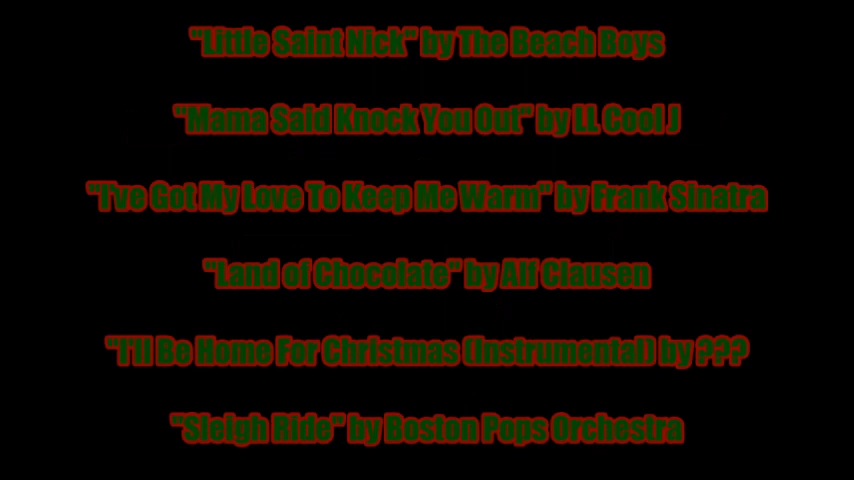 "Little Saint Nick" by The Beach Boys
"Mama Said Knock You Out" by LL Cool J
"I've Got My Love To Keep Me Warm" by Frank Sinatra
"Land of Chocolate" by Alf Clausen
"I'll Be Home For Christmas (Instrumental) by ???
"Sleigh Ride" by Boston Pops Orchestra